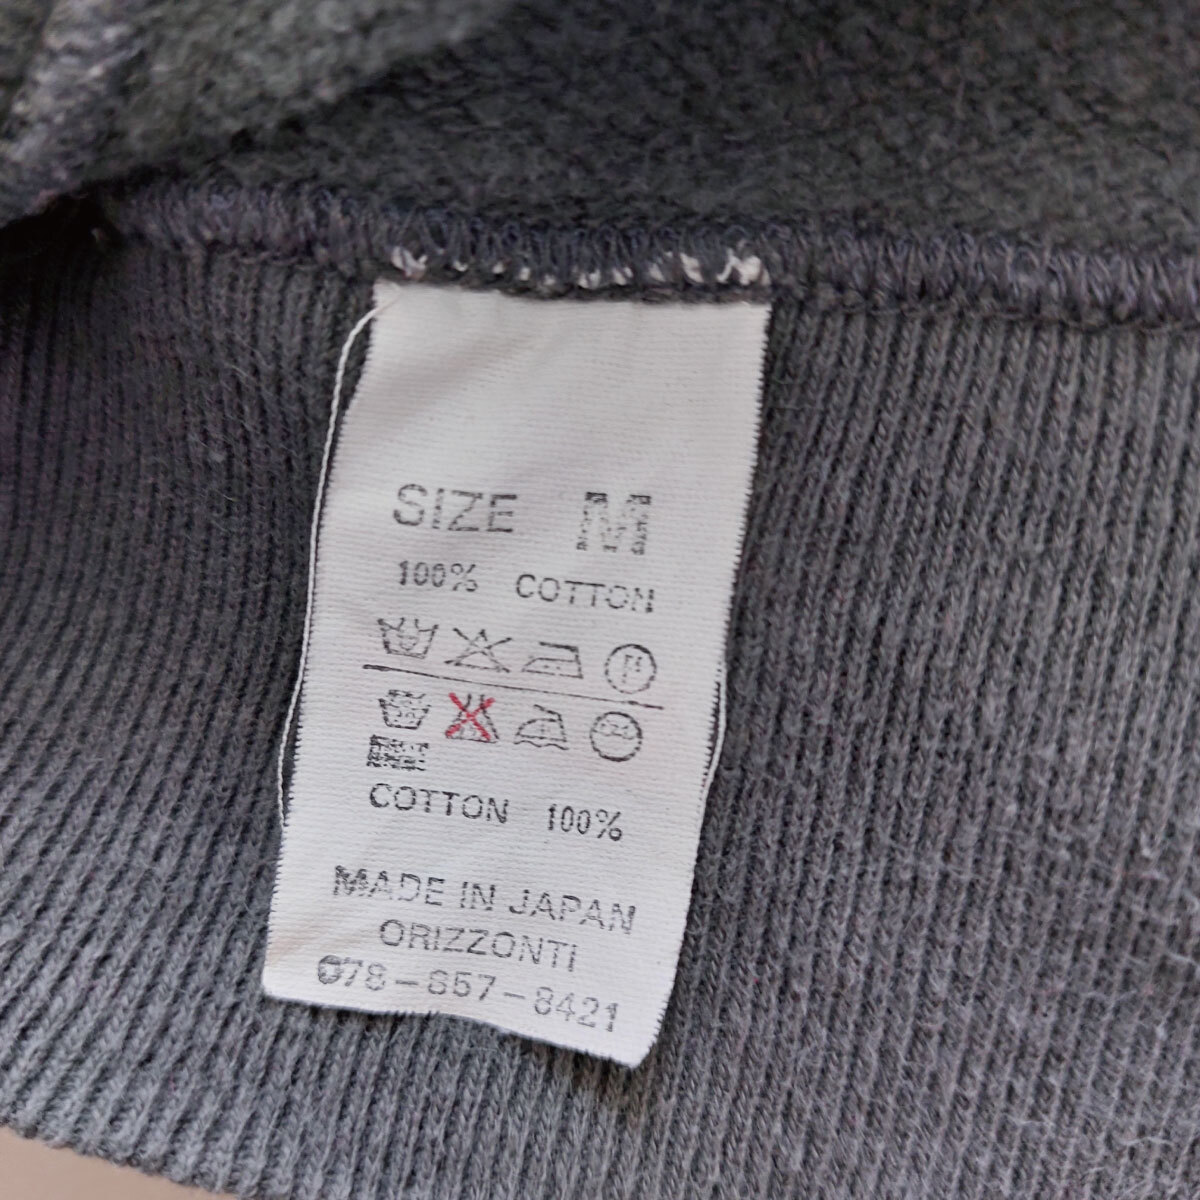 SIZE M
100% COTTON
COTTON 100%
MADE IN JAPAN
ORIZZONTI
078-857-8421